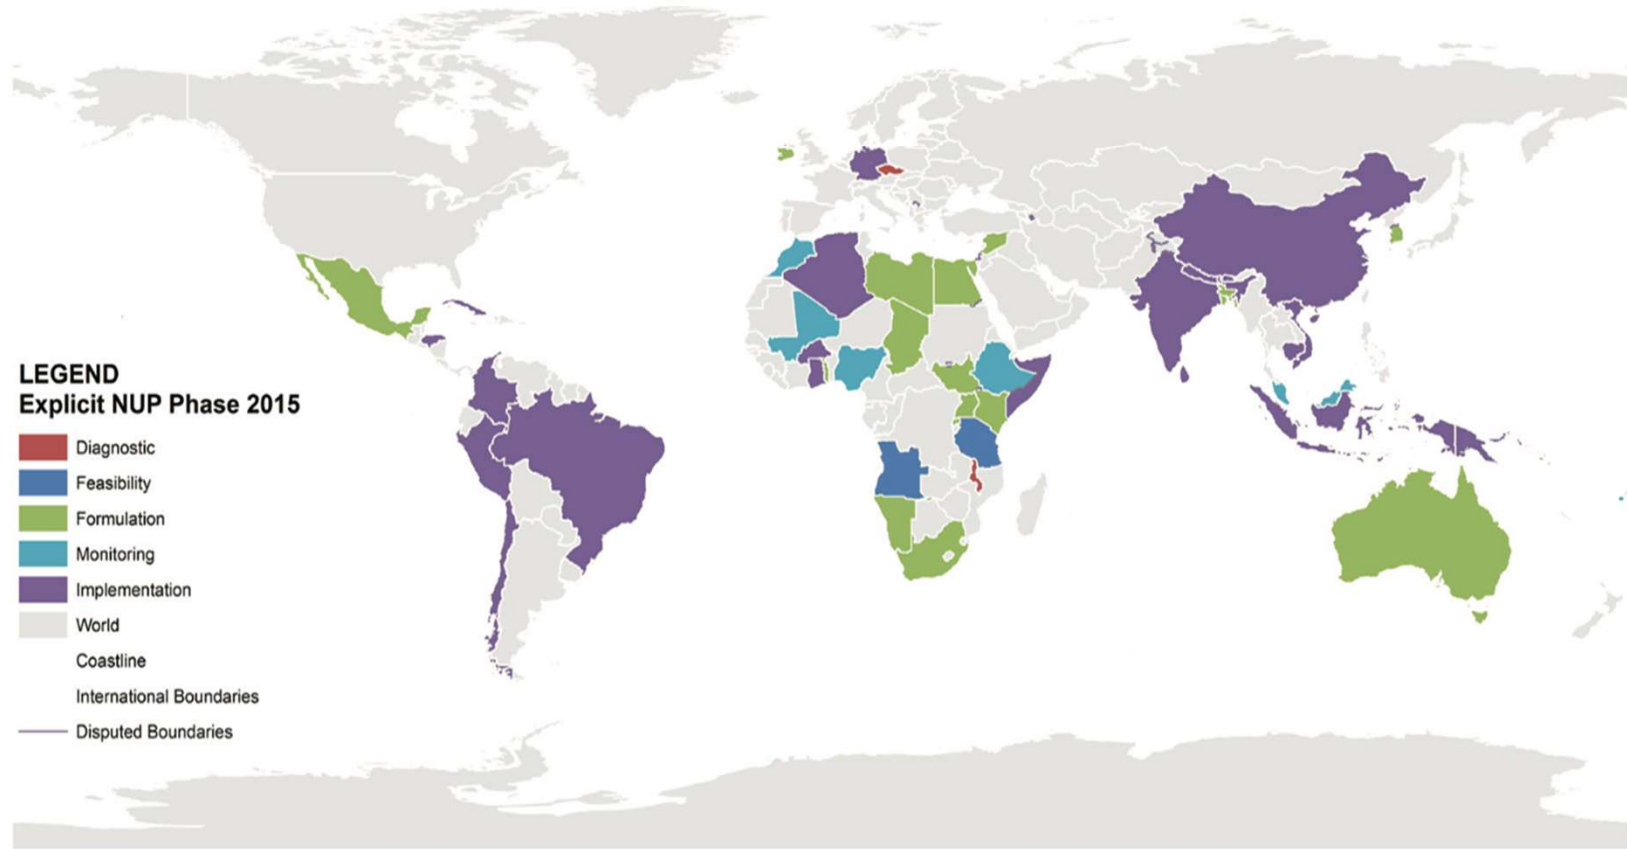 LEGEND
Explicit NUP Phase 2015
Diagnostic
Feasibility
Formulation
Monitoring
Implementation
World
Coastline
International Boundaries
Disputed Boundaries